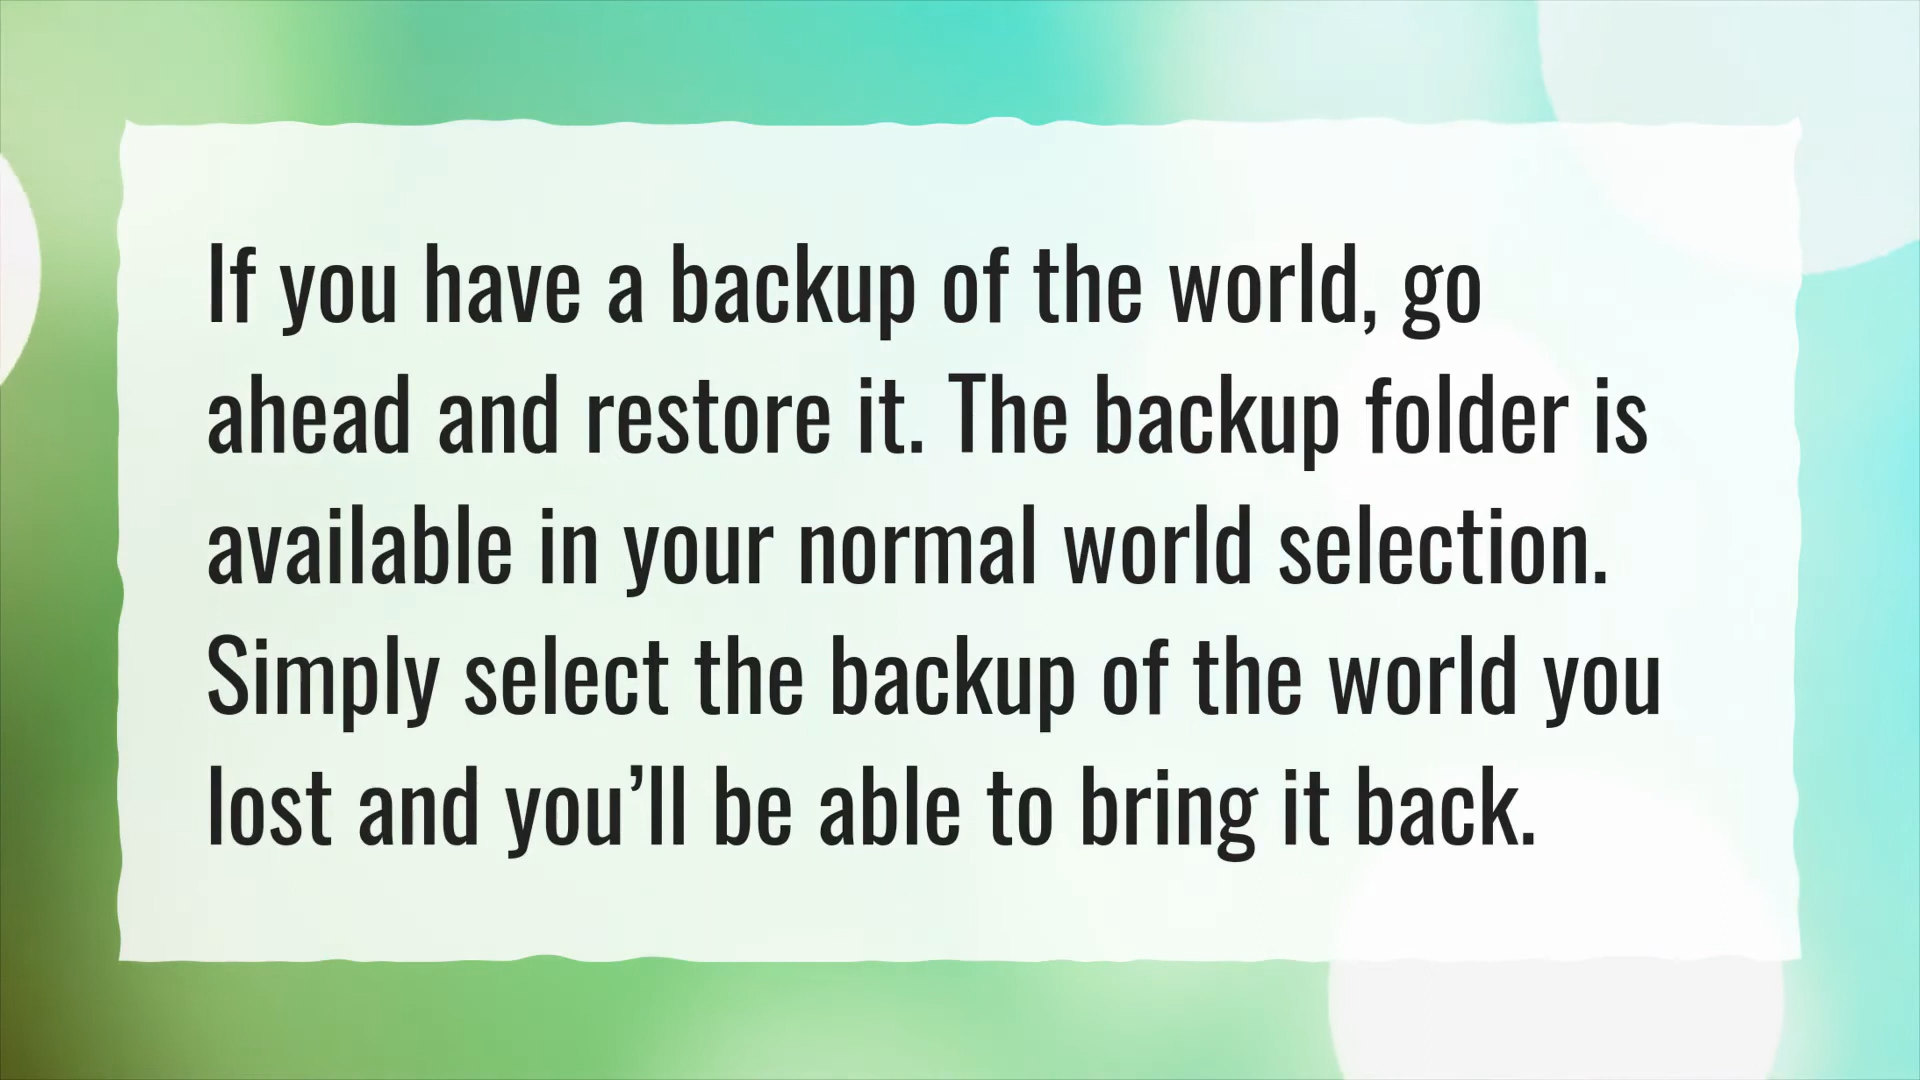 If you have a backup of the world, go
ahead and restore it. The backup folder is
available in your normal world selection.
Simply select the backup of the world you
lost and you’ll be able to bring it back.